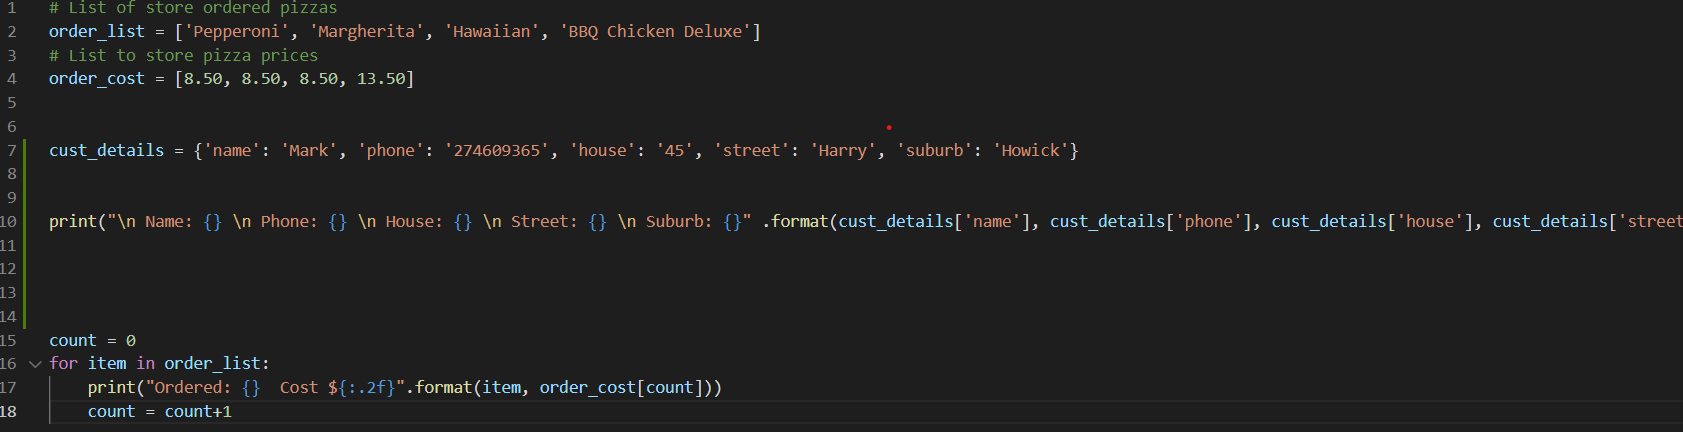 1 # List of store ordered pizzas
2 order_list = ['Pepperoni', 'Margherita', 'Hawaiian', 'BBQ Chicken Deluxe']
3 # List to store pizza prices
4 order_cost = [8.50, 8.50, 8.50, 13.50]
5
6
7 cust_details = {'name': 'Mark', 'phone': '274609365', 'house': '45', 'street': 'Harry', 'suburb': 'Howick'}
8
9
10 print("\n Name: {} \n Phone: {} \n House: {} \n Street: {} \n Suburb: {}" .format(cust_details['name'], cust_details['phone'], cust_details['house'], cust_details['street
11
12
13
14
15 count = 0
16 for item in order_list:
17     print("Ordered: {}  Cost ${:.2f}".format(item, order_cost[count]))
18     count = count+1